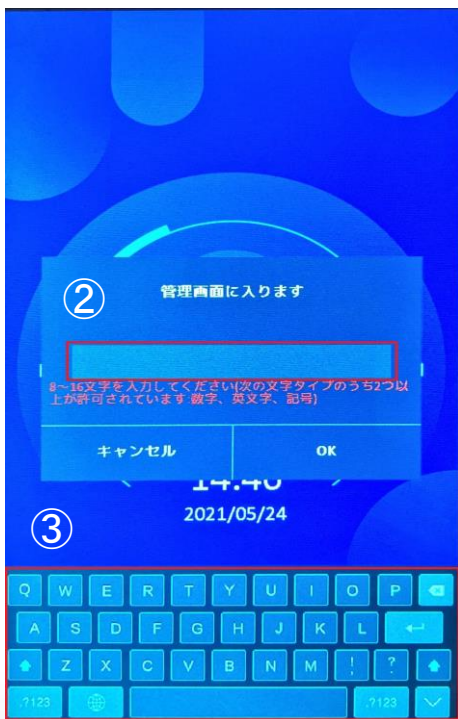 ②
管理画面に入ります
8~16文字を入力してください(次の文字タイプのうち2つ以
上が許可されています:数字、英文字、記号)
キャンセル OK
2021/05/24
③
Q W E R T Y U I O P
A S D F G H J K L
Z X C V B N M ! ?
.?123 .?123